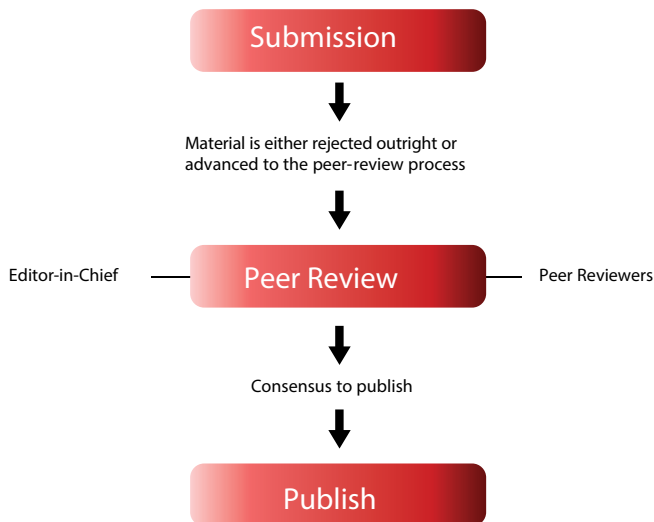 Submission
Material is either rejected outright or
advanced to the peer-review process
Editor-in-Chief
Peer Review
Peer Reviewers
Consensus to publish
Publish